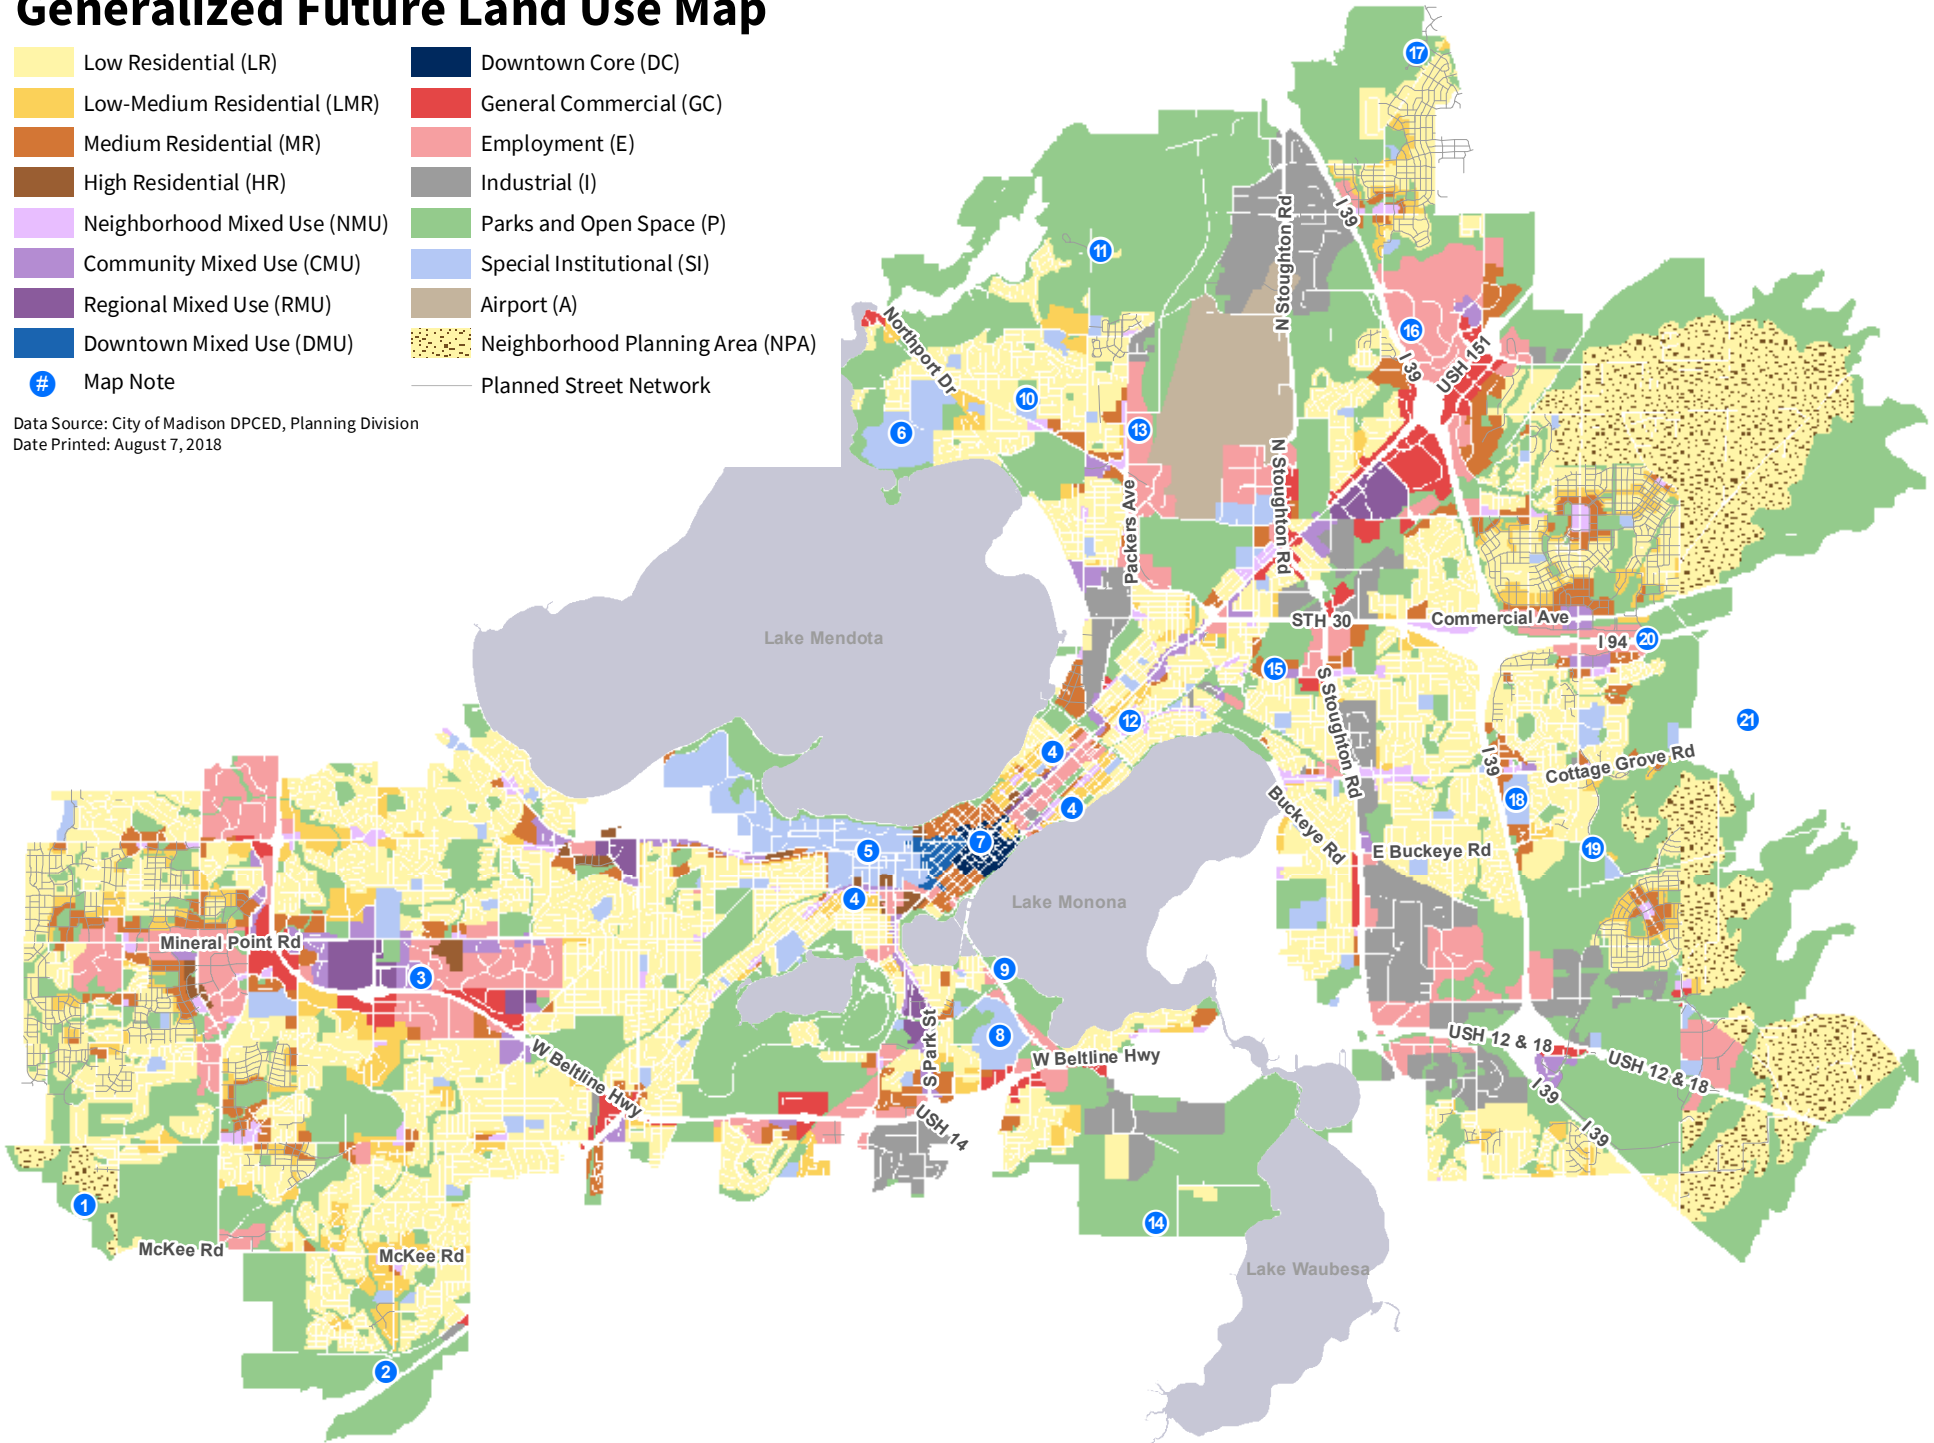 Generalized Future Land Use Map
Low Residential (LR)
Low-Medium Residential (LMR)
Medium Residential (MR)
High Residential (HR)
Neighborhood Mixed Use (NMU)
Community Mixed Use (CMU)
Regional Mixed Use (RMU)
Downtown Mixed Use (DMU)
# Map Note
Downtown Core (DC)
General Commercial (GC)
Employment (E)
Industrial (I)
Parks and Open Space (P)
Special Institutional (SI)
Airport (A)
Neighborhood Planning Area (NPA)
Planned Street Network
Data Source: City of Madison DPCED, Planning Division
Date Printed: August 7, 2018
17
I 39
N Stoughton Rd
11
16
I 39
USH 151
Northport Dr
10
6
13
N Stoughton Rd
Packers Ave
STH 30
Commercial Ave
I 94
20
Lake Mendota
15
S Stoughton Rd
12
21
4
I 39
Cottage Grove Rd
18
4
Buckeye Rd
7
5
E Buckeye Rd
19
4
Lake Monona
Mineral Point Rd
3
9
8
S Park St
W Beltline Hwy
W Beltline Hwy
USH 12 & 18
USH 12 & 18
I 39
I 39
USH 14
1
14
McKee Rd
McKee Rd
Lake Waubesa
2